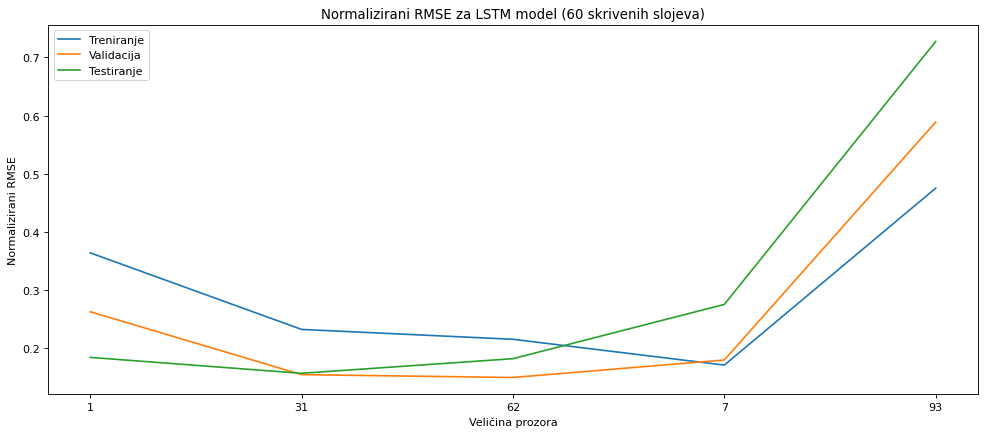 Normalizirani RMSE za LSTM model (60 skrivenih slojeva)
Treniranje
Validacija
Testiranje
Normalizirani RMSE
0.7
0.6
0.5
0.4
0.3
0.2
1 31 62 7 93
Veličina prozora